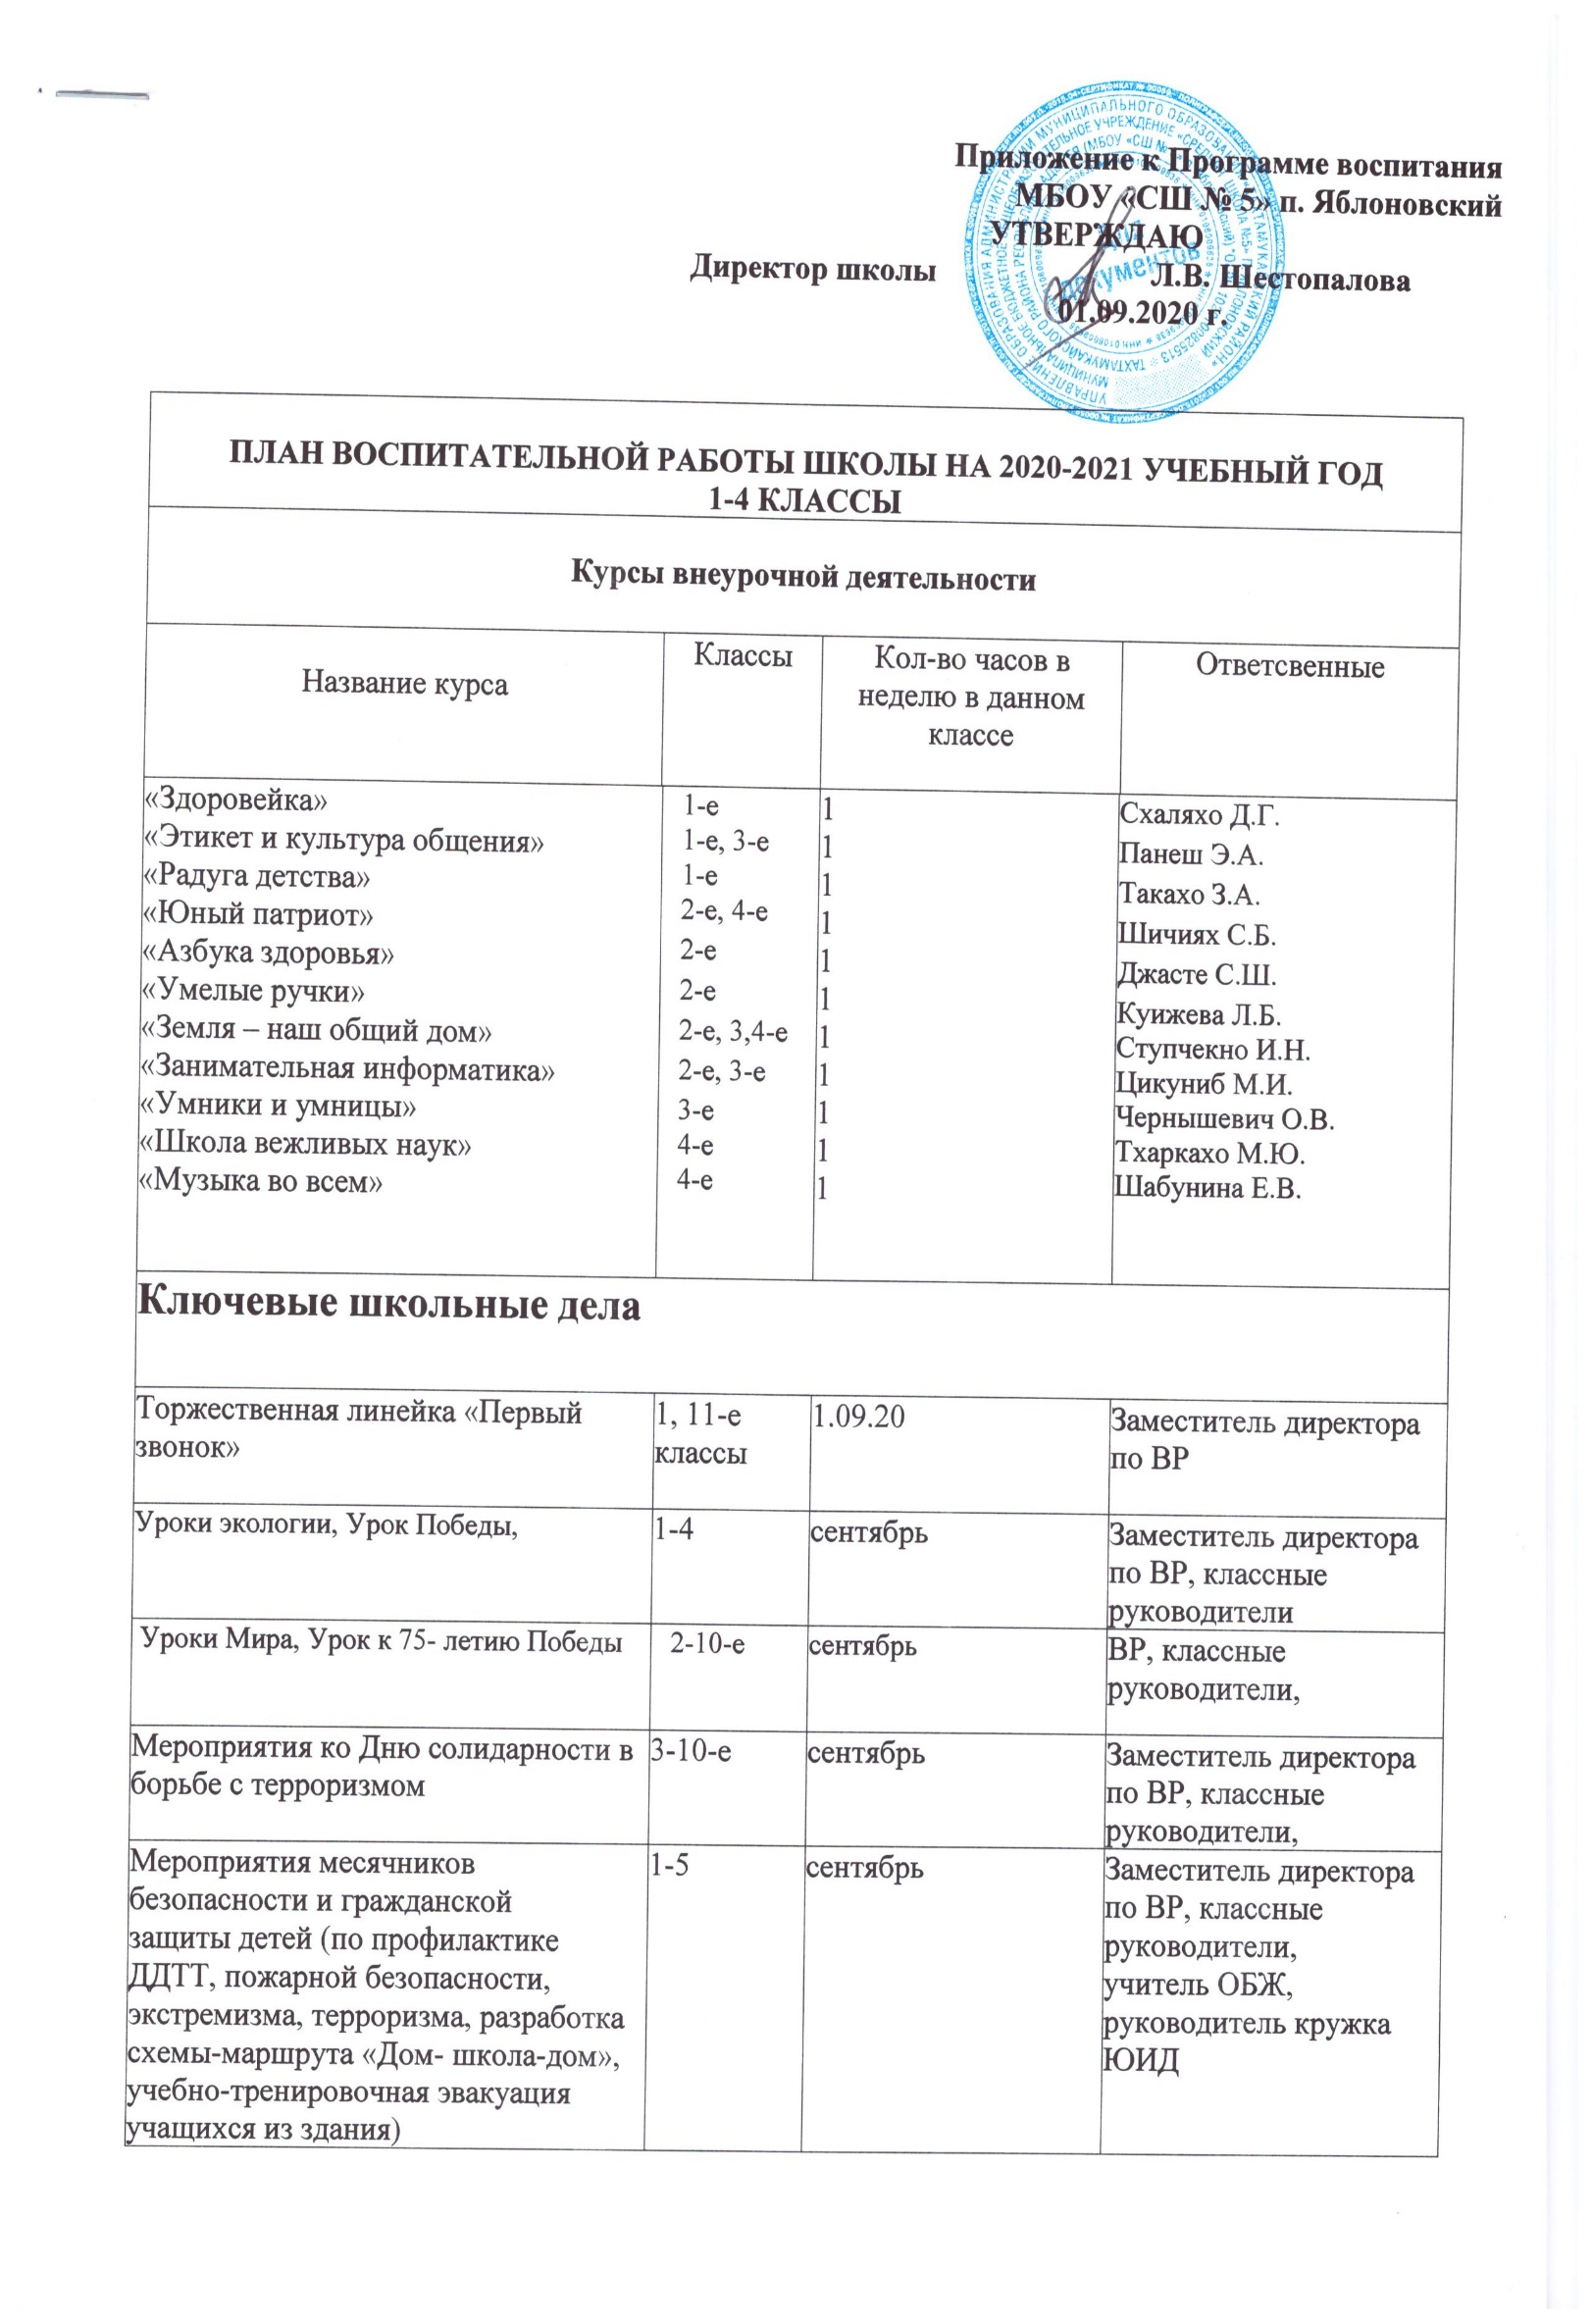 Приложение к Программе воспитания
МБОУ «СШ № 5» п. Яблоновский
УТВЕРЖДАЮ
Директор школы Л.В. Шестопалова
01.09.2020 г.
документов
ПЛАН ВОСПИТАТЕЛЬНОЙ РАБОТЫ ШКОЛЫ НА 2020-2021 УЧЕБНЫЙ ГОД
1-4 КЛАССЫ
Курсы внеурочной деятельности
Название курса
Классы
Кол-во часов в
неделю в данном
классе
Ответсвенные
«Здоровейка» 1-е 1 Схаляхо Д.Г.
«Этикет и культура общения» 1-е, 3-е 1 Панеш Э.А.
«Радуга детства» 1-е 1 Такахо З.А.
«Юный патриот» 2-е, 4-е 1 Шичиях С.Б.
«Азбука здоровья» 2-е 1 Джасте С.Ш.
«Умелые ручки» 2-е 1 Куижева Л.Б.
«Земля – наш общий дом» 2-е, 3,4-е 1 Ступчекно И.Н.
«Занимательная информатика» 2-е, 3-е 1 Цикуниб М.И.
«Умники и умницы» 3-е 1 Чернышевич О.В.
«Школа вежливых наук» 4-е 1 Тхаркахо М.Ю.
«Музыка во всем» 4-е 1 Шабунина Е.В.
Ключевые школьные дела
Торжественная линейка «Первый
звонок»
1, 11-е
классы
1.09.20
Заместитель директора
по ВР
Уроки экологии, Урок Победы,
1-4
сентябрь
Заместитель директора
по ВР, классные
руководители
Уроки Мира, Урок к 75- летию Победы
2-10-е
сентябрь
ВР, классные
руководители,
Мероприятия ко Дню солидарности в
борьбе с терроризмом
3-10-е
сентябрь
Заместитель директора
по ВР, классные
руководители,
Мероприятия месячников
безопасности и гражданской
защиты детей (по профилактике
ДДТТ, пожарной безопасности,
экстремизма, терроризма, разработка
схемы-маршрута «Дом- школа-дом»,
учебно-тренировочная эвакуация
учащихся из здания)
1-5
сентябрь
Заместитель директора
по ВР, классные
руководители,
учитель ОБЖ,
руководитель кружка
ЮИД